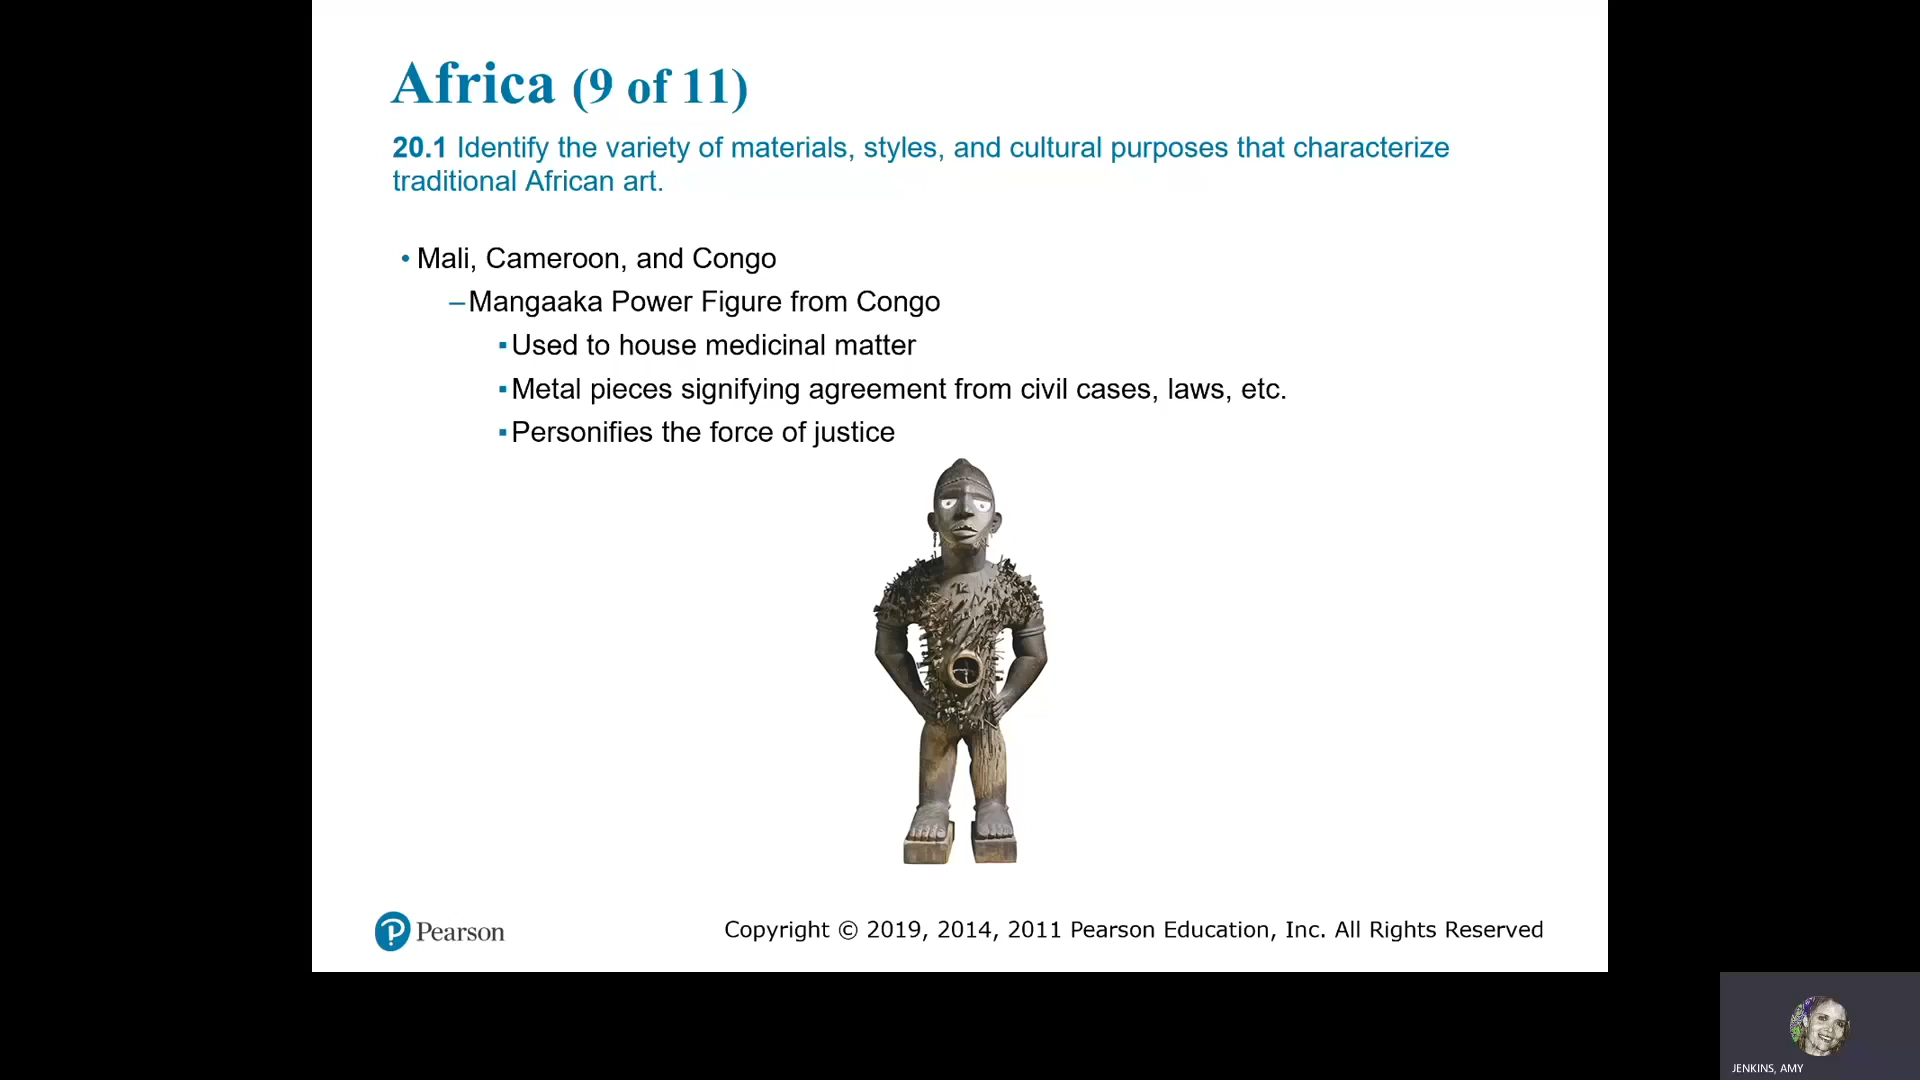 Africa (9 of 11)
20.1 Identify the variety of materials, styles, and cultural purposes that characterize
traditional African art.
• Mali, Cameroon, and Congo
–Mangaaka Power Figure from Congo
▪Used to house medicinal matter
▪Metal pieces signifying agreement from civil cases, laws, etc.
▪Personifies the force of justice
Pearson
Copyright © 2019, 2014, 2011 Pearson Education, Inc. All Rights Reserved
JENKINS, AMY